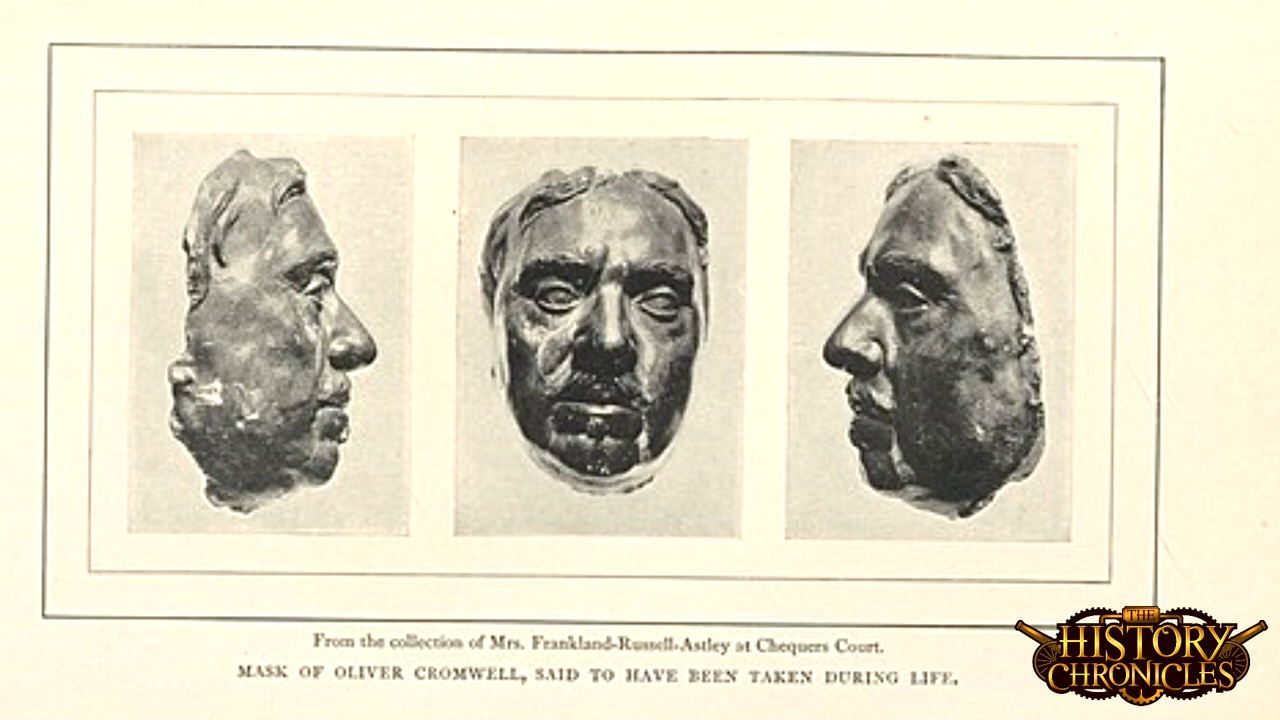 From the collection of Mrs. Frankland-Russell-Astley at Chequers Court.
MASK OF OLIVER CROMWELL, SAID TO HAVE BEEN TAKEN DURING LIFE.
THE
HISTORY
CHRONICLES